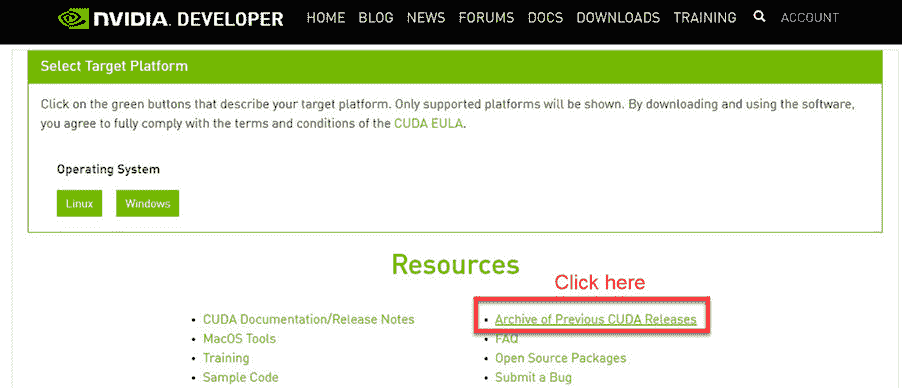 NVIDIA. DEVELOPER HOME BLOG NEWS FORUMS DOCS DOWNLOADS TRAINING ACCOUNT
Select Target Platform
Click on the green buttons that describe your target platform. Only supported platforms will be shown. By downloading and using the software,
you agree to fully comply with the terms and conditions of the CUDA EULA.
Operating System
Linux Windows
Resources
Click here
CUDA Documentation/Release Notes
MacOS Tools
Training
Sample Code
Archive of Previous CUDA Releases
FAQ
Open Source Packages
Submit a Bug